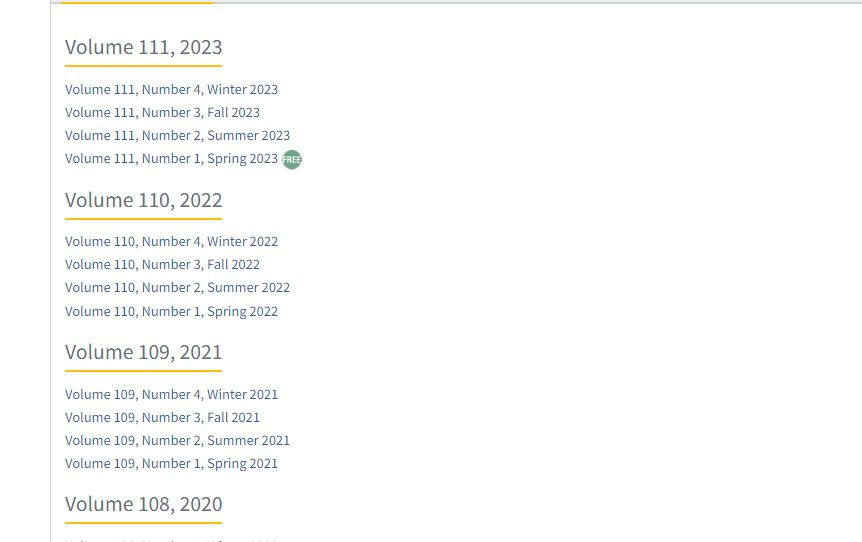 Volume 111, 2023
Volume 111, Number 4, Winter 2023
Volume 111, Number 3, Fall 2023
Volume 111, Number 2, Summer 2023
Volume 111, Number 1, Spring 2023 FREE
Volume 110, 2022
Volume 110, Number 4, Winter 2022
Volume 110, Number 3, Fall 2022
Volume 110, Number 2, Summer 2022
Volume 110, Number 1, Spring 2022
Volume 109, 2021
Volume 109, Number 4, Winter 2021
Volume 109, Number 3, Fall 2021
Volume 109, Number 2, Summer 2021
Volume 109, Number 1, Spring 2021
Volume 108, 2020